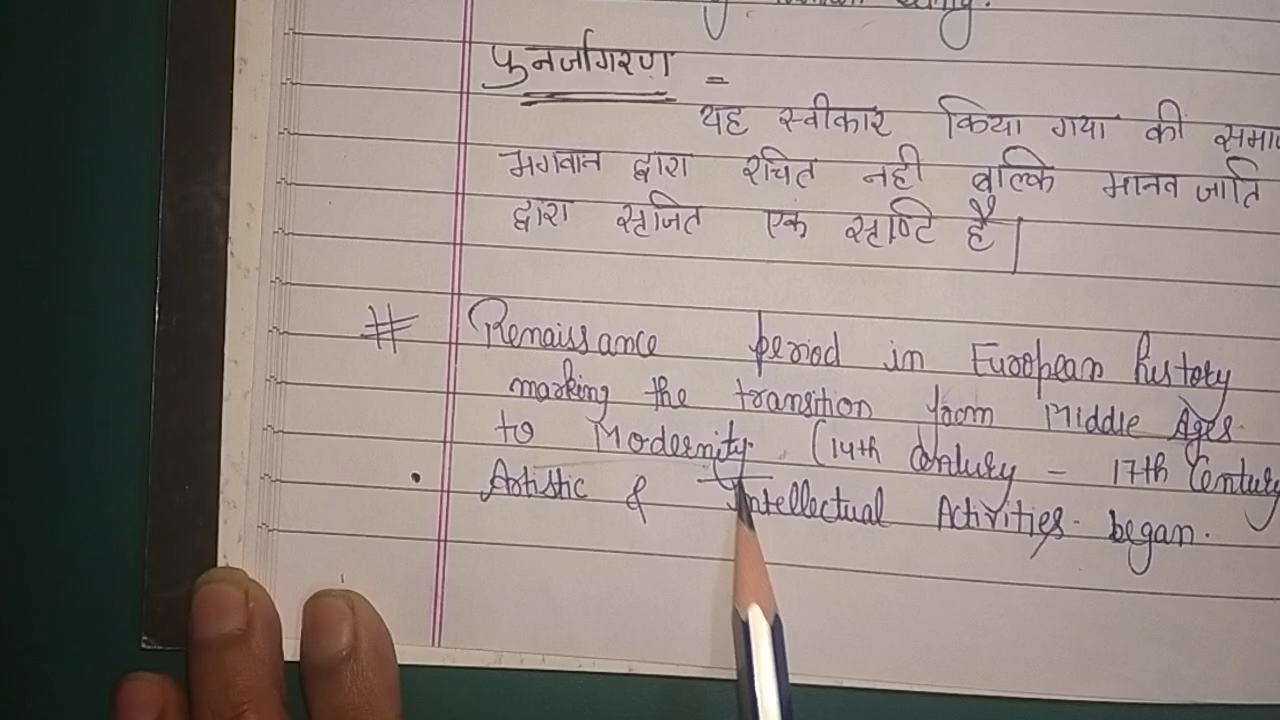 पुनर्जागरण =
यह स्वीकार किया गया की
भगवान द्वारा रचित नही बल्कि मानव जाति
द्वारा सृजित एक सृष्टि है|
# Renaissance period in European history
marking the transition from Middle Ages
to Modernity. (14th Century - 17th Century
• Artistic & Intellectual Activities began.